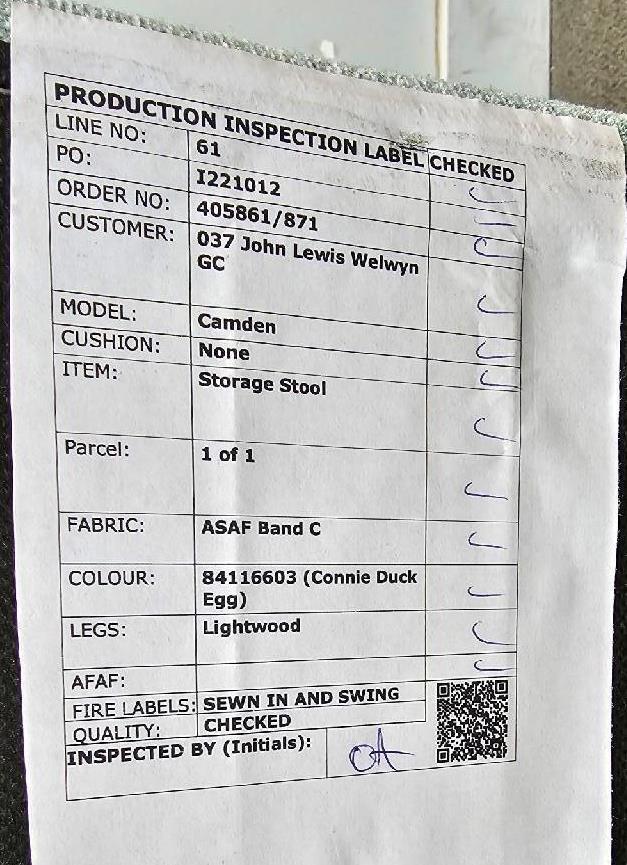 PRODUCTION INSPECTION LABEL CHECKED
LINE NO: 61
PO: I221012
ORDER NO: 405861/871
CUSTOMER: 037 John Lewis Welwyn
GC
MODEL: Camden
CUSHION: None
ITEM: Storage Stool
Parcel: 1 of 1
FABRIC: ASAF Band C
COLOUR: 84116603 (Connie Duck
Egg)
LEGS: Lightwood
AFAF:
FIRE LABELS: SEWN IN AND SWING
QUALITY: CHECKED
INSPECTED BY (Initials):